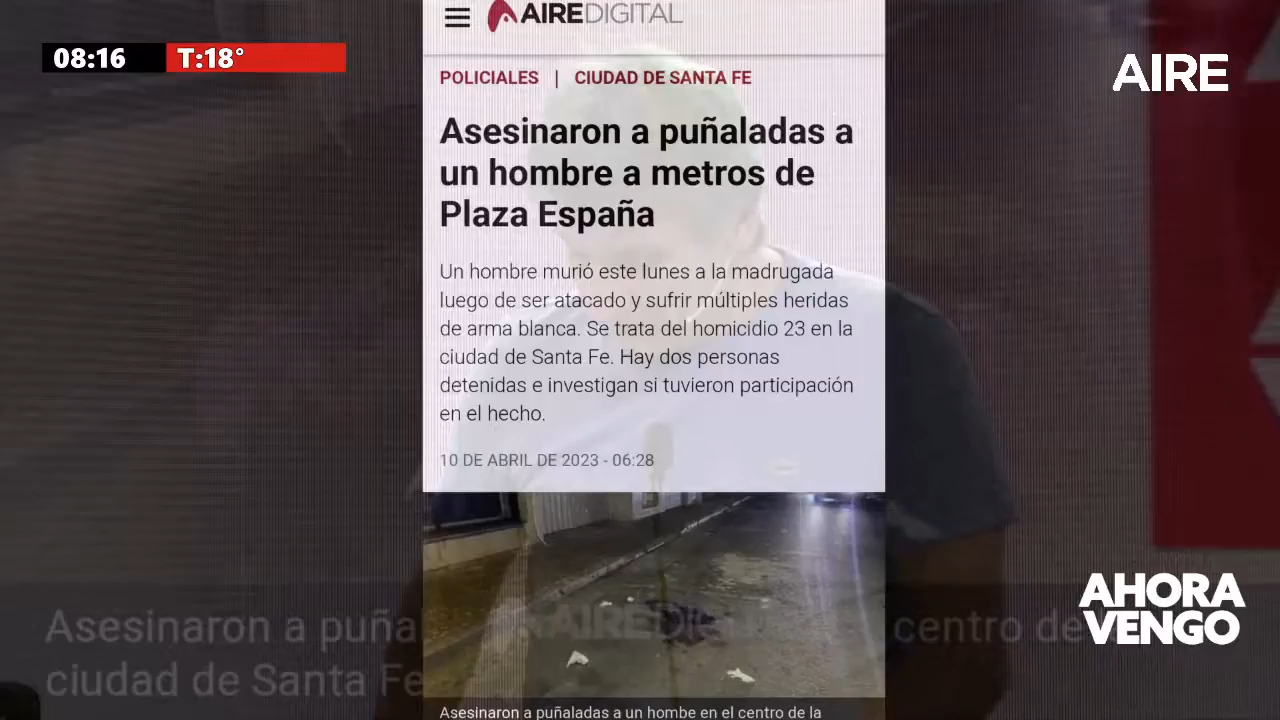 08:16 T:18°
AIREDIGITAL
AIRE
POLICIALES | CIUDAD DE SANTA FE
Asesinaron a puñaladas a
un hombre a metros de
Plaza España
Un hombre murió este lunes a la madrugada
luego de ser atacado y sufrir múltiples heridas
de arma blanca. Se trata del homicidio 23 en la
ciudad de Santa Fe. Hay dos personas
detenidas e investigan si tuvieron participación
en el hecho.
10 DE ABRIL DE 2023 - 06:28
AIREDIGITAL
Asesinaron a puña
centro de
ciudad de Santa Fe
AHORA
VENGO
Asesinaron a puñaladas a un hombe en el centro de la